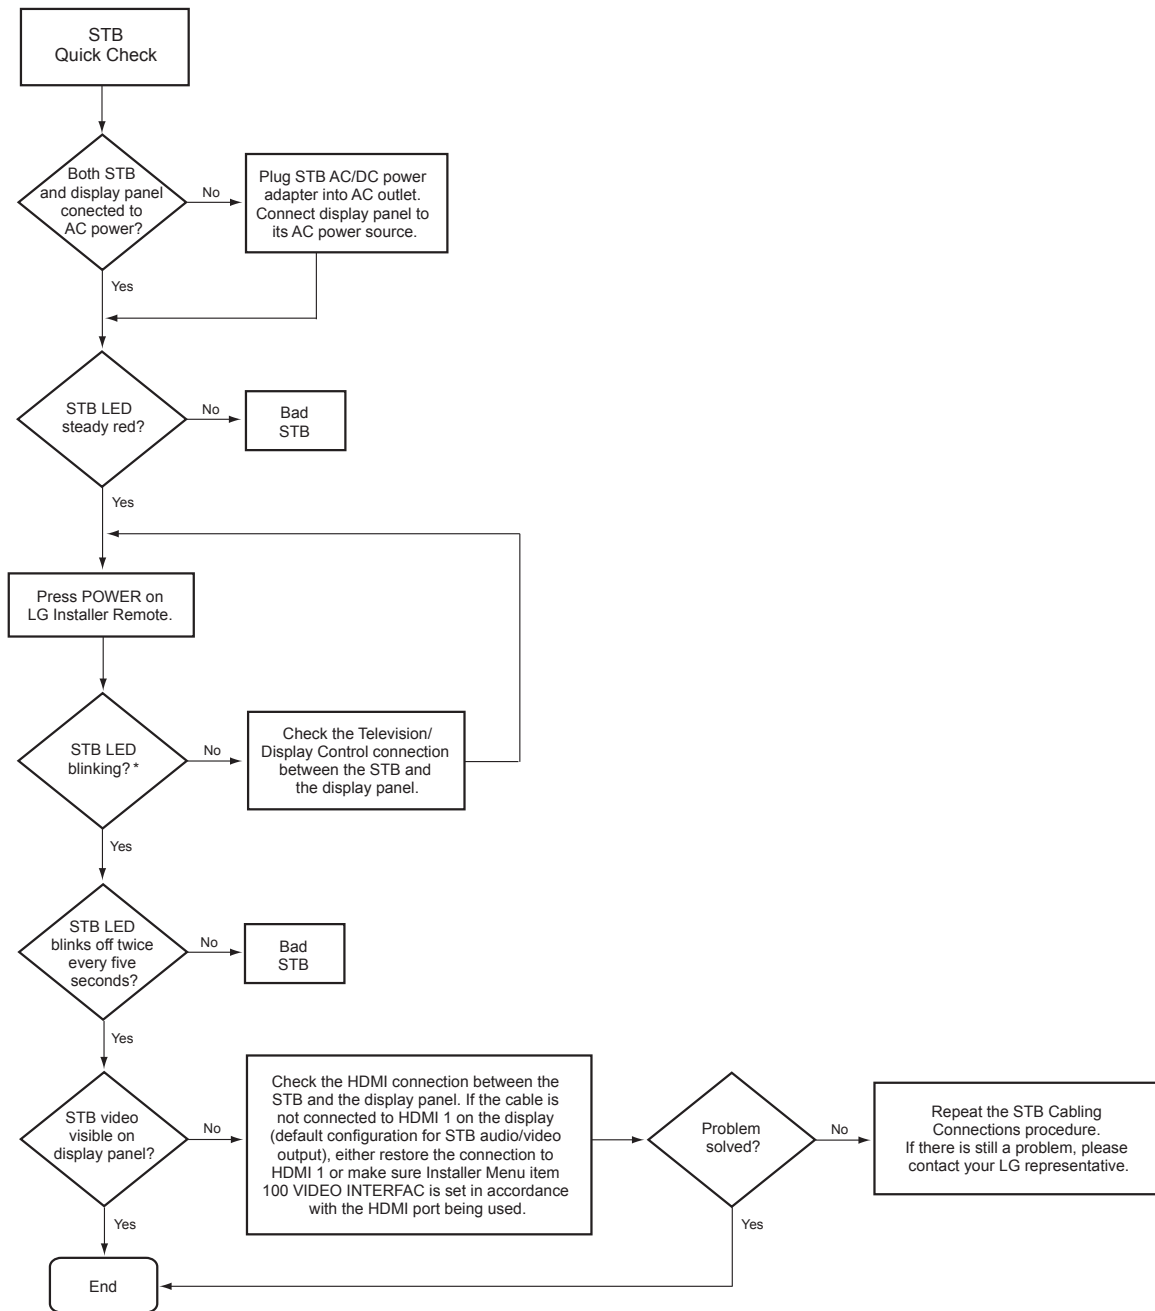 STB
Quick Check
Both STB
and display panel
conected to
AC power?
No
Plug STB AC/DC power
adapter into AC outlet.
Connect display panel to
its AC power source.
Yes
STB LED
steady red?
No
Bad
STB
Yes
Press POWER on
LG Installer Remote.
STB LED
blinking? *
No
Check the Television/
Display Control connection
between the STB and
the display panel.
Yes
STB LED
blinks off twice
every five
seconds?
No
Bad
STB
Yes
STB video
visible on
display panel?
No
Check the HDMI connection between the
STB and the display panel. If the cable is
not connected to HDMI 1 on the display
(default configuration for STB audio/video
output), either restore the connection to
HDMI 1 or make sure Installer Menu item
100 VIDEO INTERFAC is set in accordance
with the HDMI port being used.
Problem
solved?
No
Repeat the STB Cabling
Connections procedure.
If there is still a problem, please
contact your LG representative.
Yes
Yes
End